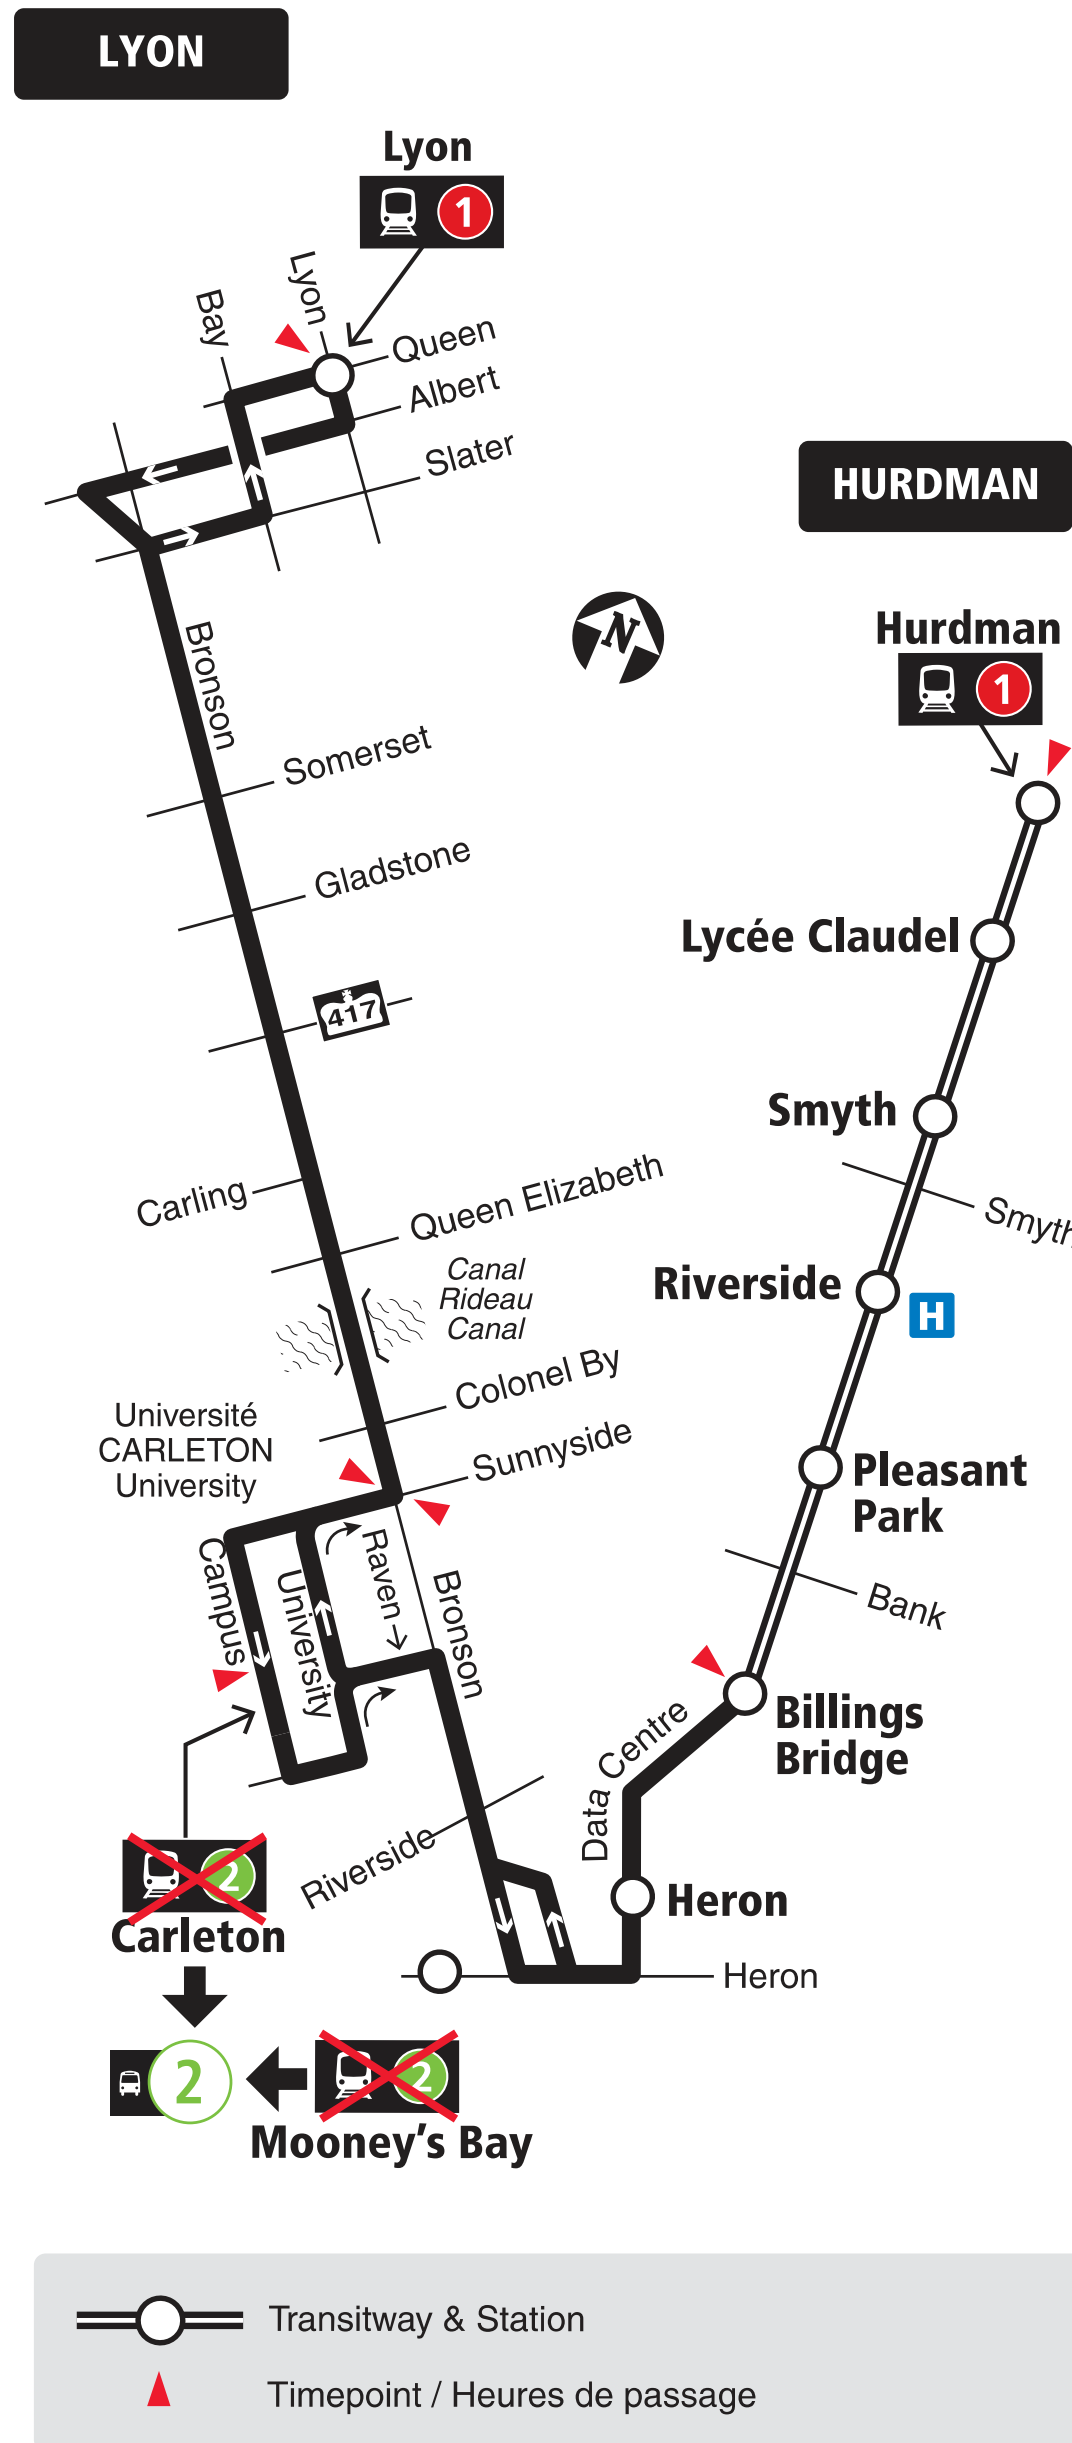 LYON
Lyon
1
Lyon
Bay
Queen
Albert
Slater
HURDMAN
N
Hurdman
1
Bronson
Somerset
Gladstone
Lycée Claudel
417
Smyth
Carling
Queen Elizabeth
Smyth
Canal
Rideau
Canal
Riverside
H
Colonel By
Université
CARLETON
University
Sunnyside
Pleasant
Park
Campus
University
Raven
Bronson
Bank
Billings
Bridge
Data Centre
Riverside
2
Carleton
Heron
Heron
2
2
Mooney's Bay
Transitway & Station
Timepoint / Heures de passage